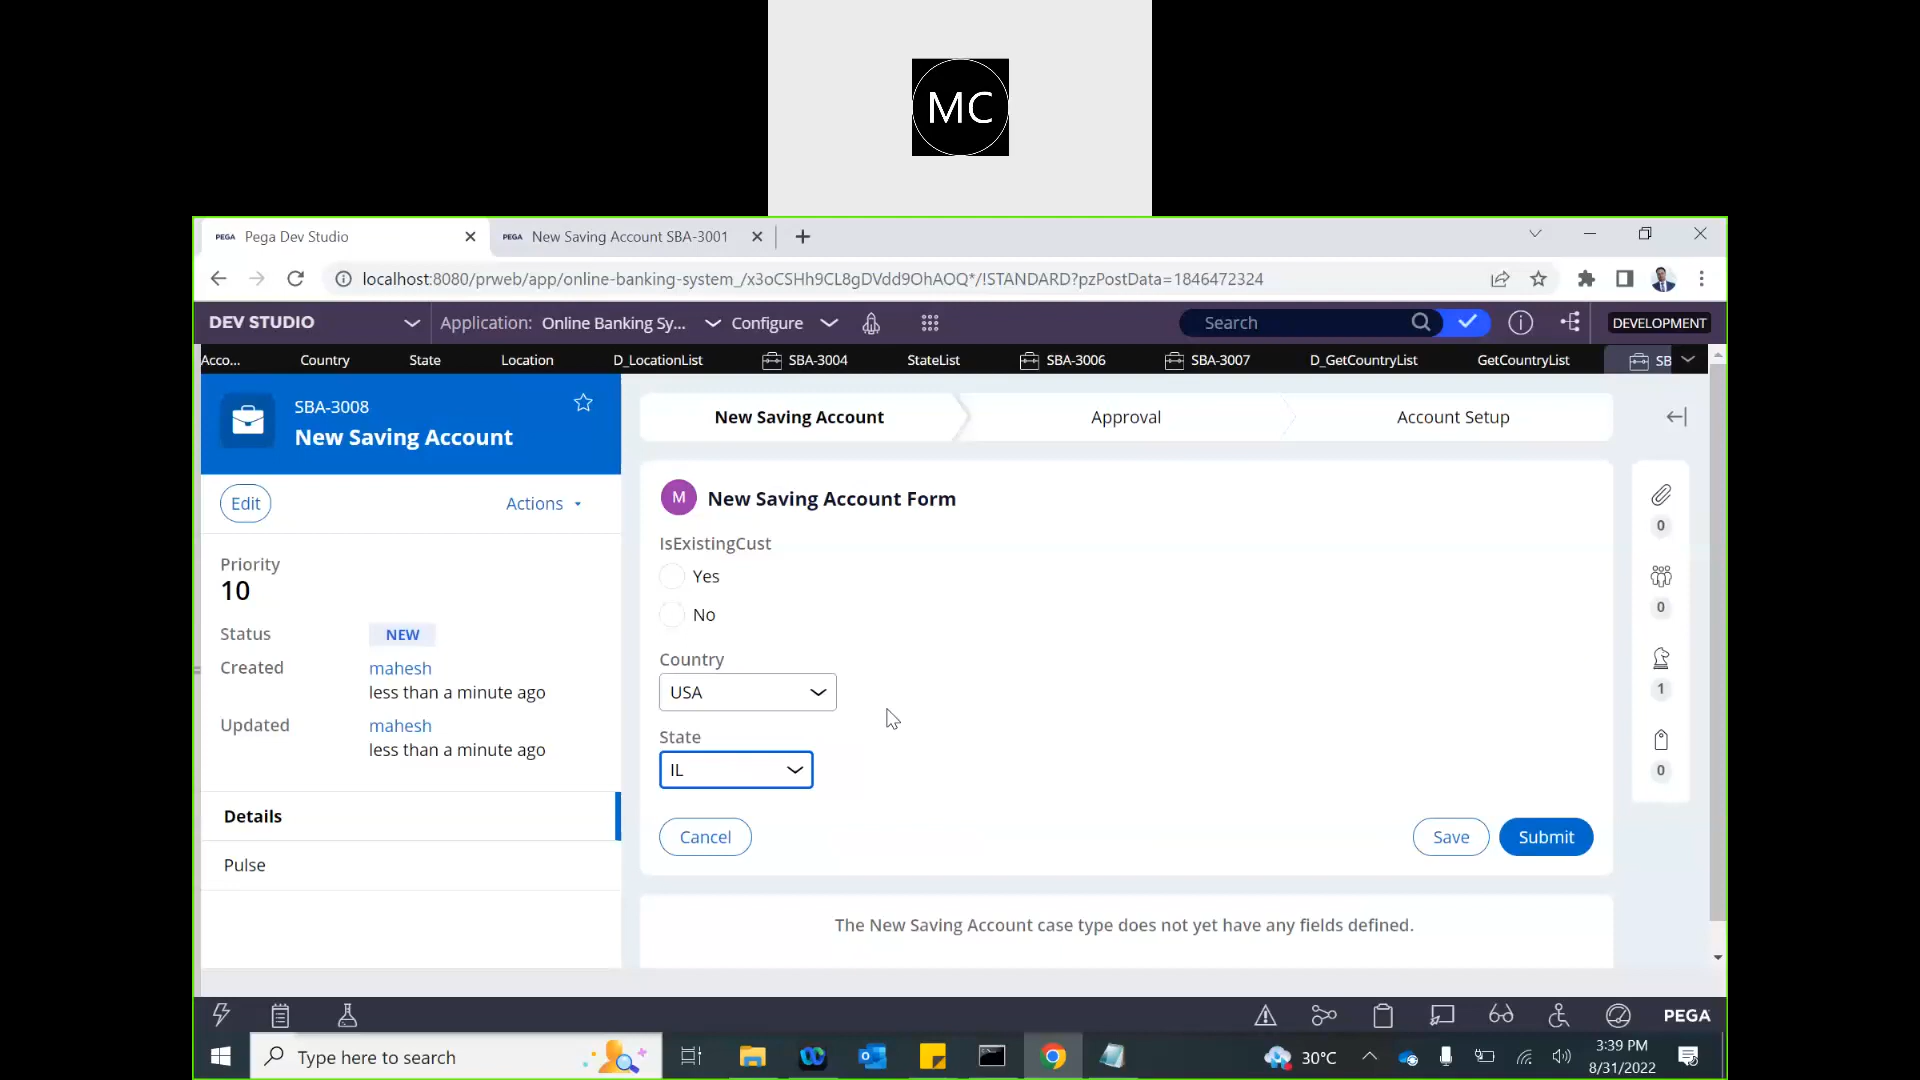 MC
PEGA Pega Dev Studio
PEGA New Saving Account SBA-3001
localhost:8080/prweb/app/online-banking-system_/x3oCSHh9CL8gDVdd9OhAOQ*/!STANDARD?pzPostData=1846472324
DEV STUDIO
Application: Online Banking Sy...
Configure
Search
DEVELOPMENT
Acco... Country State Location D_LocationList SBA-3004 StateList SBA-3006 SBA-3007 D_GetCountryList GetCountryList SB
SBA-3008
New Saving Account
Edit
Actions
Priority
10
Status NEW
Created mahesh
less than a minute ago
Updated mahesh
less than a minute ago
Details
Pulse
New Saving Account
Approval
Account Setup
M New Saving Account Form
IsExistingCust
Yes
No
Country
USA
State
IL
Cancel
Save
Submit
0
0
1
0
The New Saving Account case type does not yet have any fields defined.
PEGA
Type here to search
30°C
3:39 PM
8/31/2022